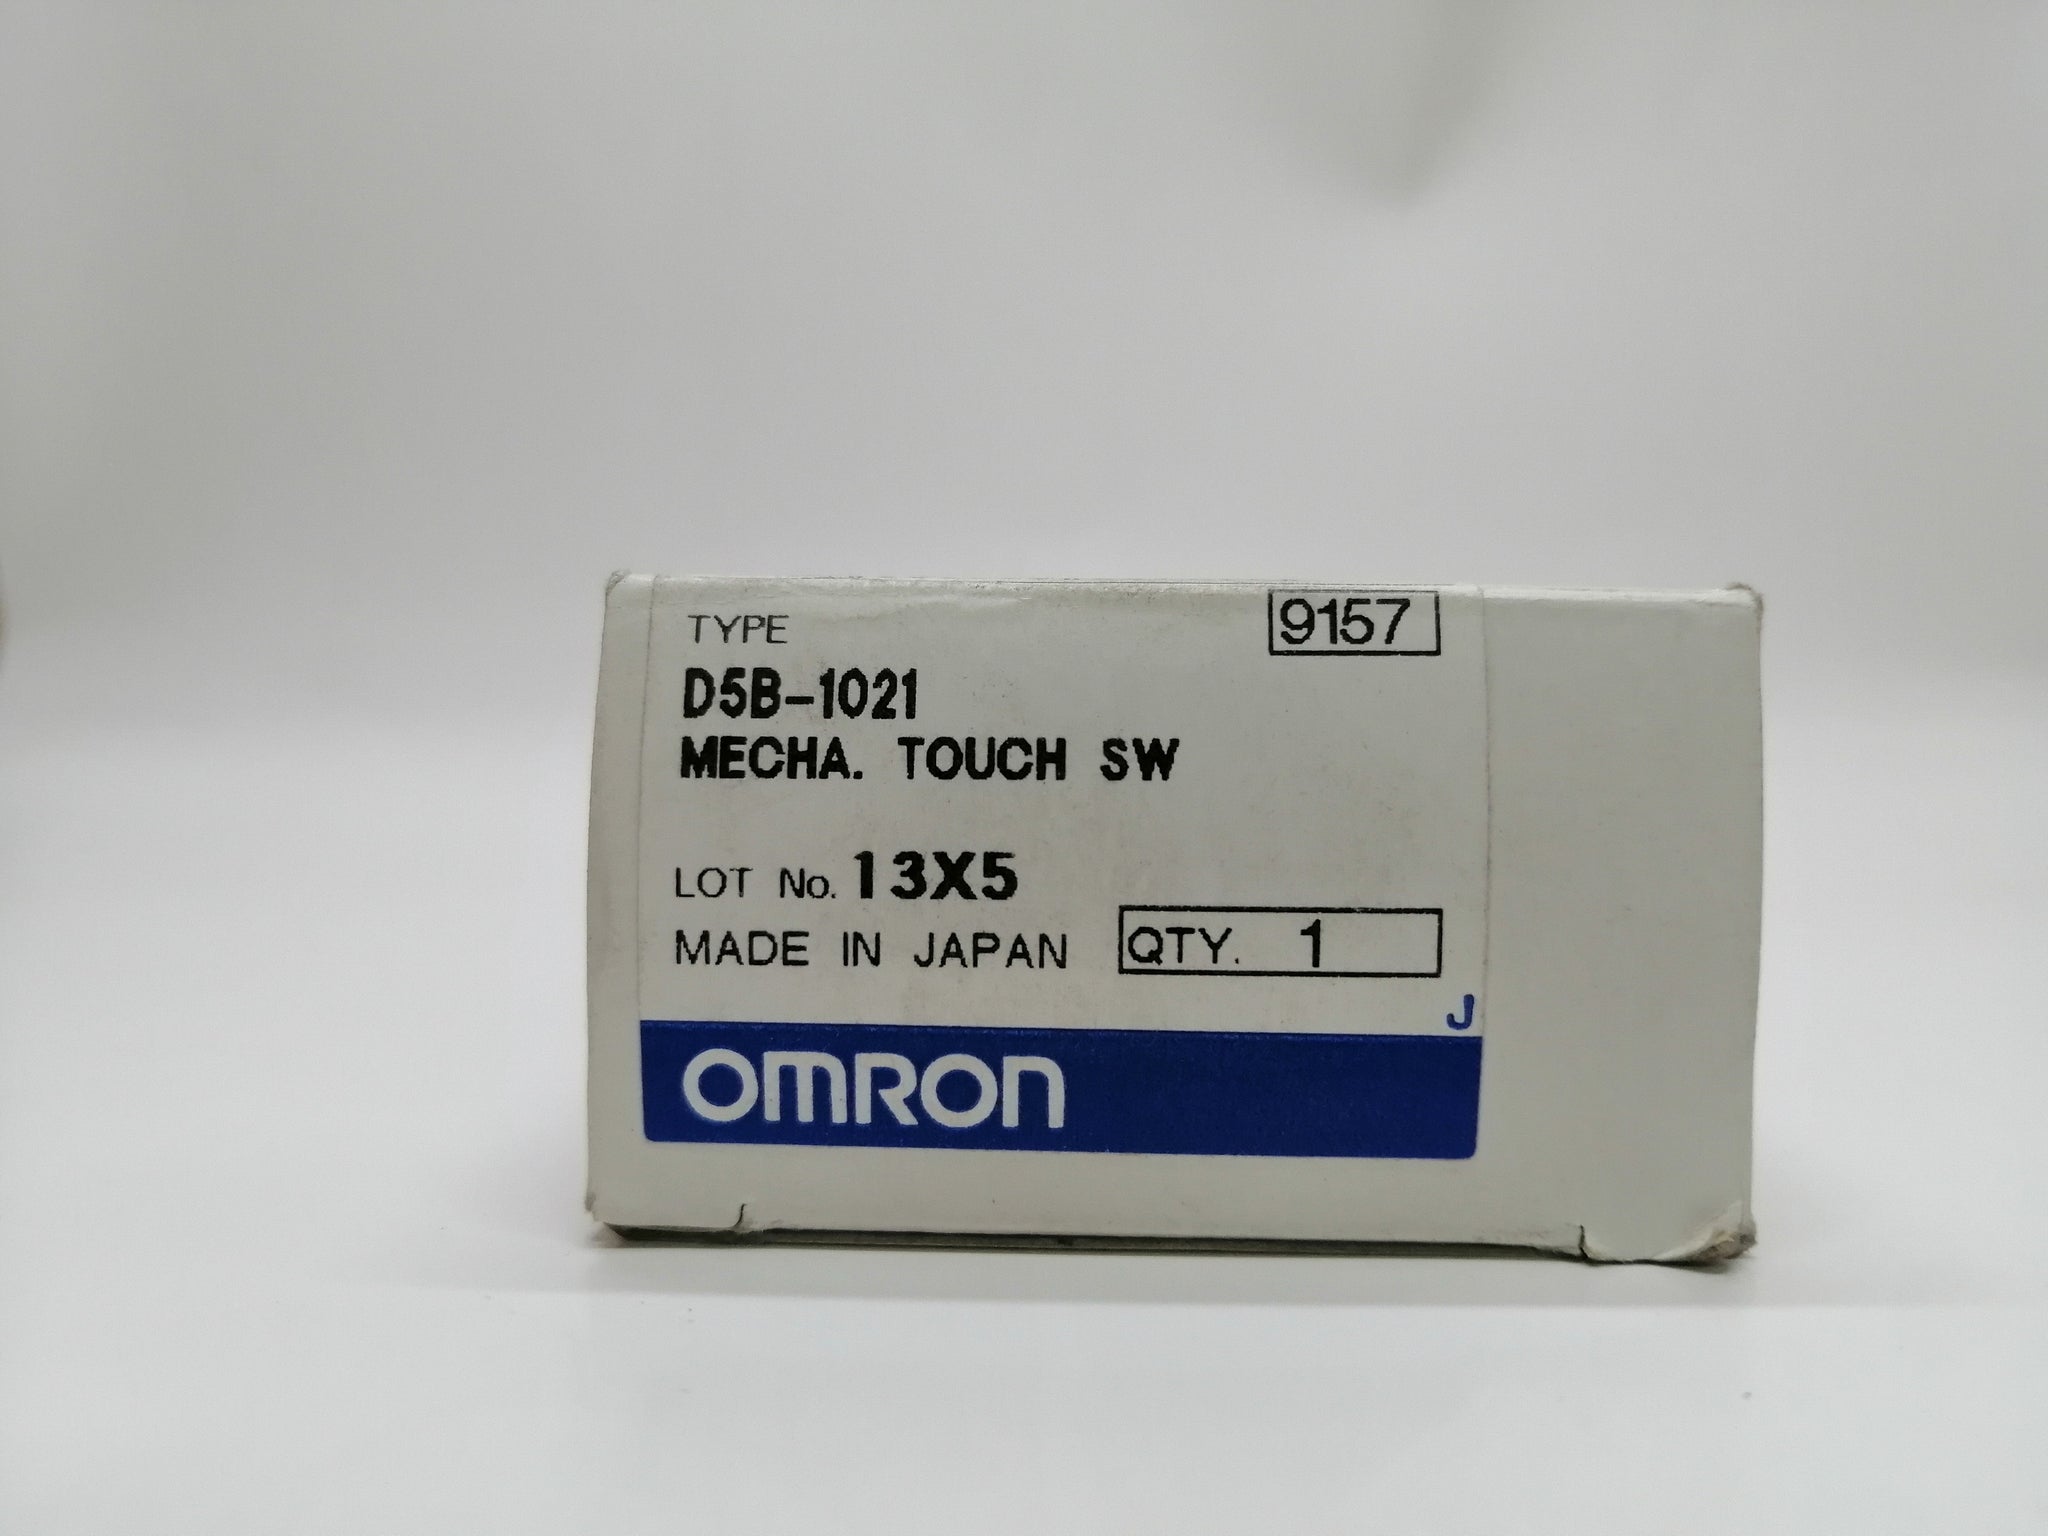 TYPE 9157
D5B-1021
MECHA. TOUCH SW
LOT No. 13X5
MADE IN JAPAN QTY. 1
J
OMRON